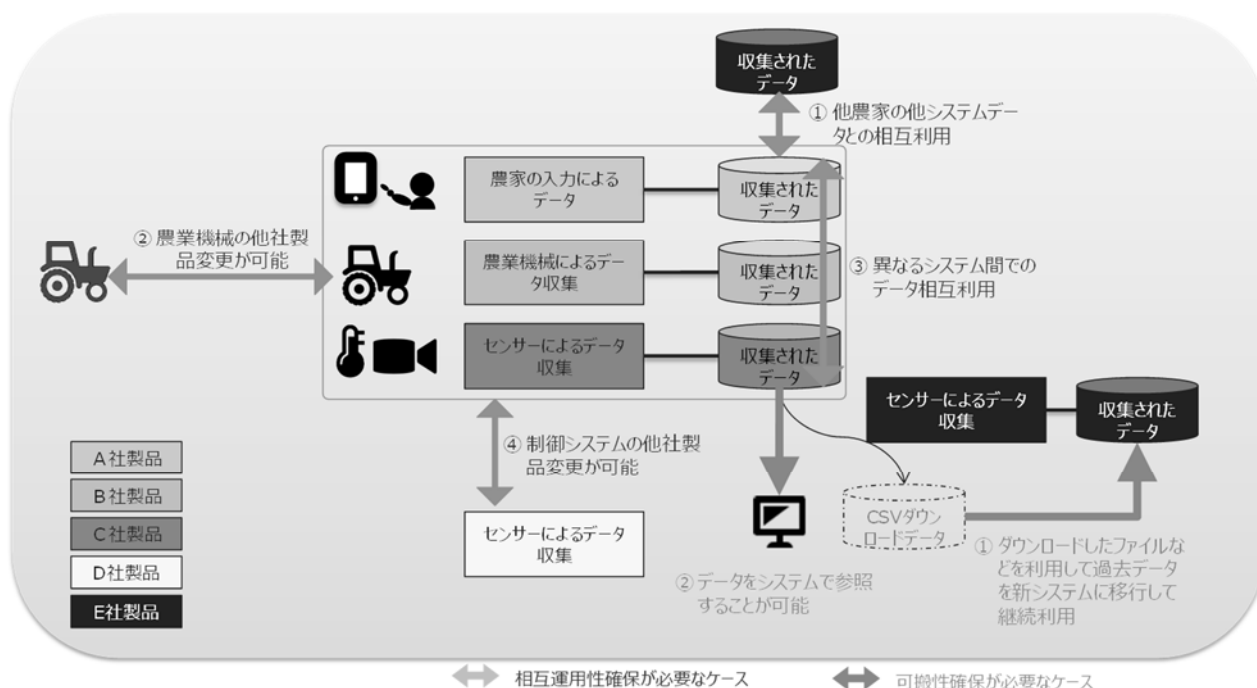 収集された
データ
① 他農家の他システムデー
タとの相互利用
農家の入力による
データ
収集された
データ
② 農業機械の他社製
品変更が可能
農業機械によるデー
タ収集
収集された
データ
③ 異なるシステム間での
データ相互利用
センサーによるデータ
収集
収集された
データ
センサーによるデータ
収集
収集された
データ
④ 制御システムの他社製
品変更が可能
A社製品
B社製品
C社製品
D社製品
E社製品
センサーによるデータ
収集
CSVダウン
ロードデータ
② データをシステムで参照
することが可能
① ダウンロードしたファイルな
どを利用して過去データ
を新システムに移行して
継続利用
相互運用性確保が必要なケース
可搬性確保が必要なケース